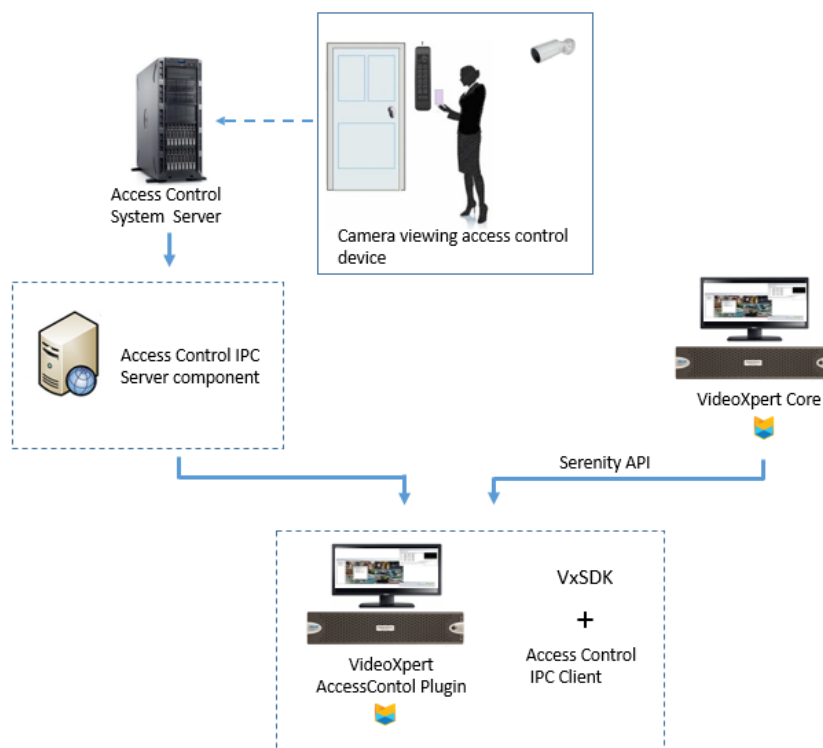 Access Control
System Server
Camera viewing access control
device
Access Control IPC
Server component
VideoXpert Core
Serenity API
VideoXpert
AccessContol Plugin
VxSDK
+
Access Control
IPC Client